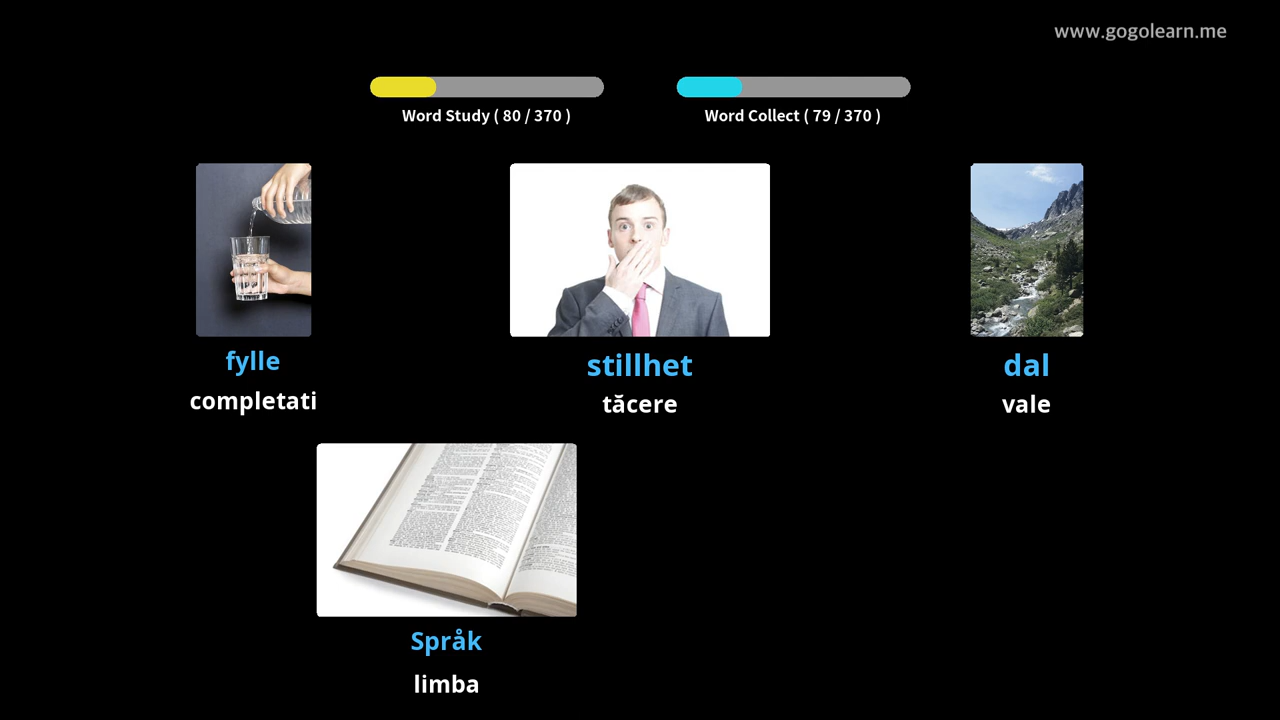 www.gogolearn.me
Word Study ( 80 / 370 )
Word Collect ( 79 / 370 )
fylle
completati
stillhet
tăcere
dal
vale
Språk
limba